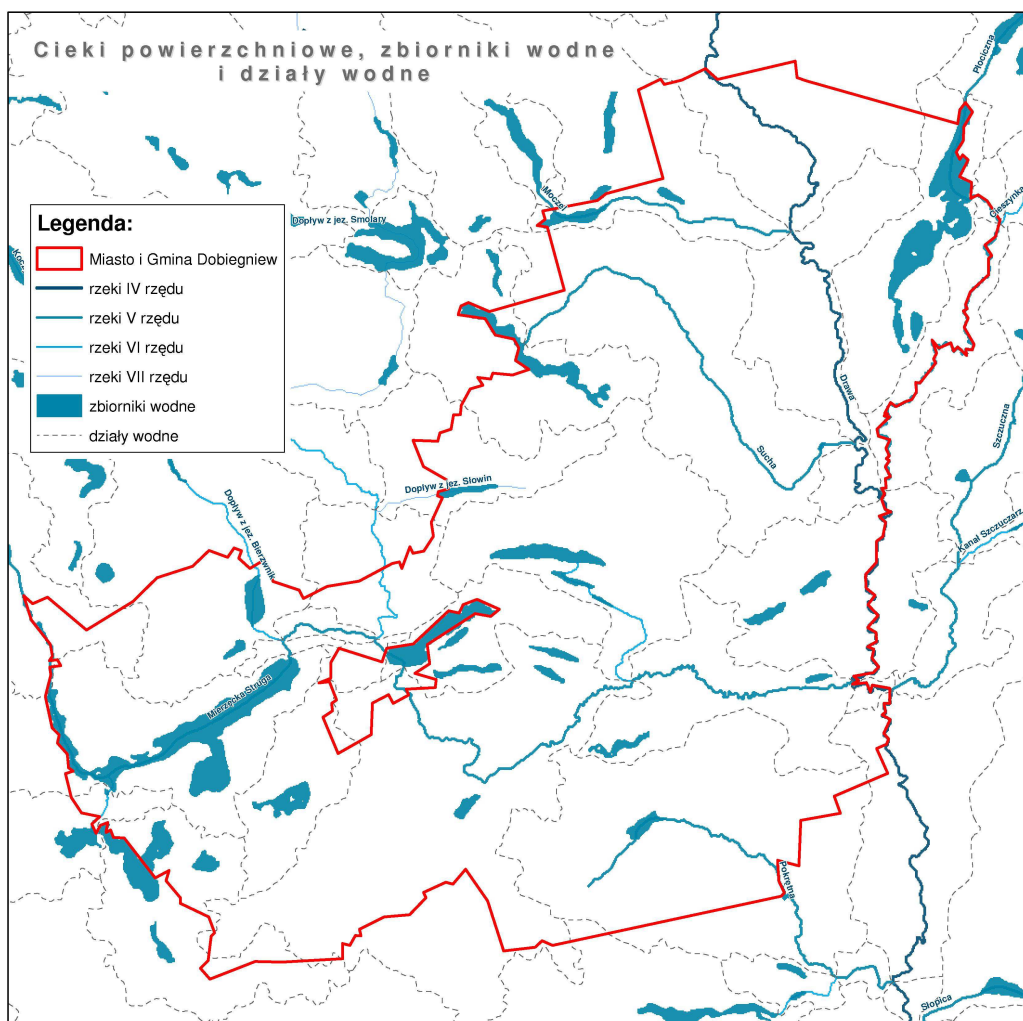 Cieki powierzchniowe, zbiorniki wodne
i działy wodne
Płociczna
Cieszynka
Moczel
Dopływ z jez. Smolary
Legenda:
Miasto i Gmina Dobiegniew
rzeki IV rzędu
rzeki V rzędu
rzeki VI rzędu
rzeki VII rzędu
zbiorniki wodne
działy wodne
Drawa
Szczuczna
Sucha
Dopływ z jez. Słowin
Dopływ z jez. Bierzwnik
Kanał Szczuczarz
Mierzęcka Struga
Pokrętna
Słopica